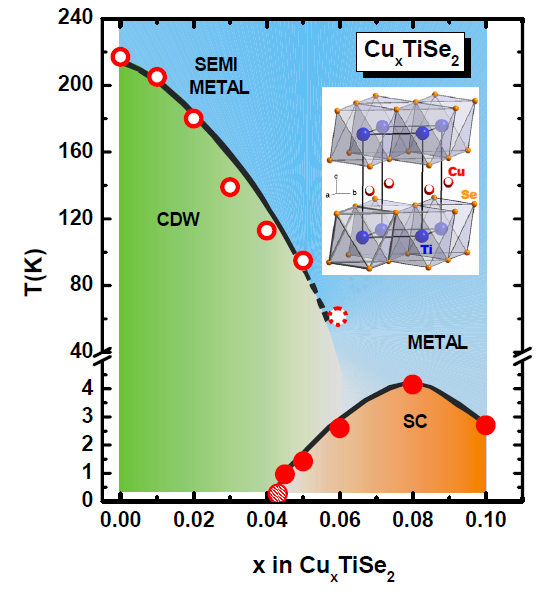 240
200
160
120
80
40
4
3
2
1
0
T(K)
SEMI
METAL
CuxTiSe2
c
a
b
Cu
Se
Ti
CDW
METAL
SC
0.00
0.02
0.04
0.06
0.08
0.10
x in CuxTiSe2